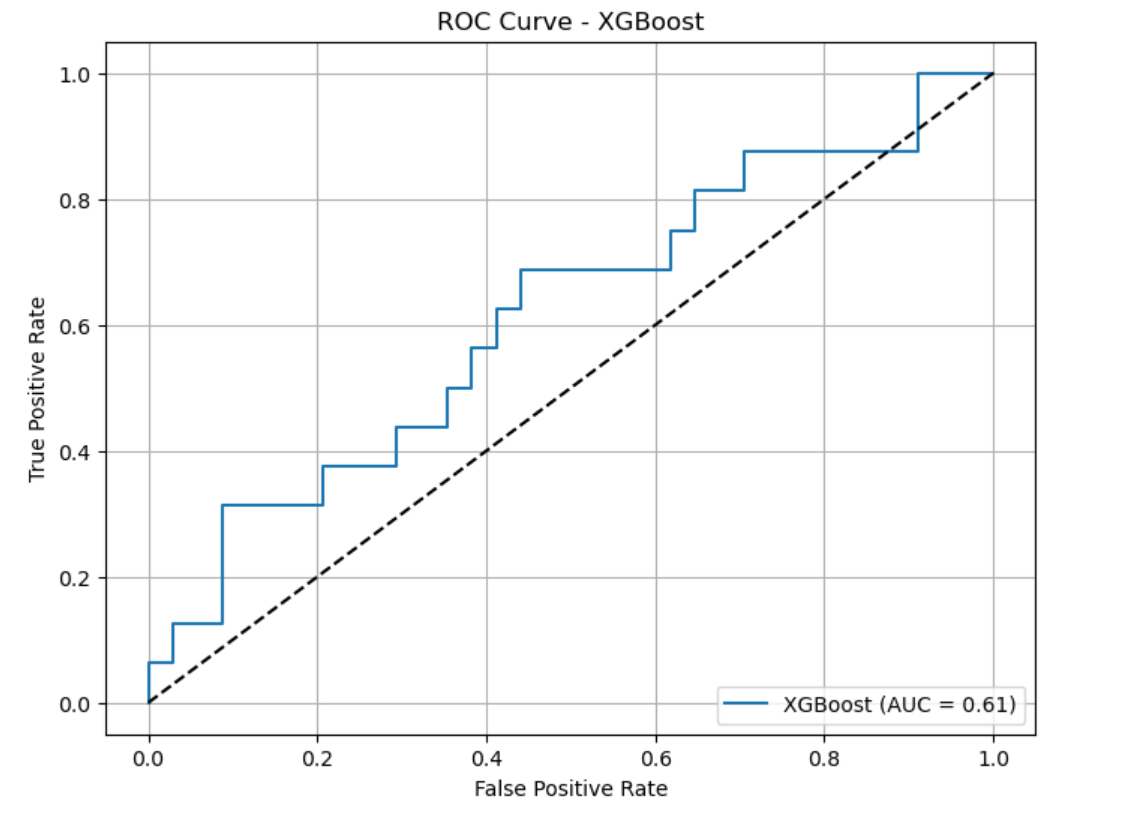 ROC Curve - XGBoost
1.0
0.8
0.6
0.4
0.2
0.0
True Positive Rate
XGBoost (AUC = 0.61)
0.0 0.2 0.4 0.6 0.8 1.0
False Positive Rate